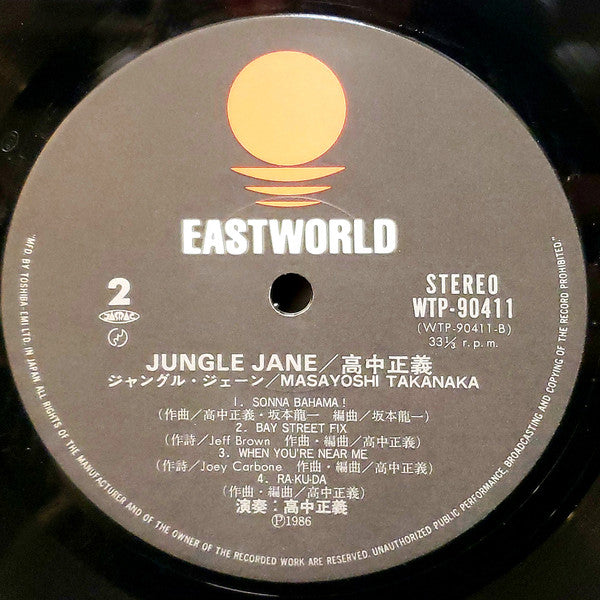 EASTWORLD
2
JASRAC
STEREO
WTP-90411
(WTP-90411-B)
33 1/3 r.p.m.
JUNGLE JANE/高中正義
ジャングル・ジェーン/MASAYOSHI TAKANAKA
1. SONNA BAHAMA!
(作曲/高中正義・坂本龍一 編曲/坂本龍一)
2. BAY STREET FIX
(作詩/Jeff Brown 作曲・編曲/高中正義)
3. WHEN YOU'RE NEAR ME
(作詩/Joey Carbone 作曲・編曲/高中正義)
4. RA·KU·DA
(作曲・編曲/高中正義)
演奏:高中正義
Ⓟ1986
"MFD BY TOSHIBA-EMI LTD. IN JAPAN ALL RIGHTS OF THE MANUFACTURER AND OF THE OWNER OF THE RECORDED WORK ARE RESERVED. UNAUTHORIZED PUBLIC PERFORMANCE, BROADCASTING AND COPYING OF THE RECORD PROHIBITED."